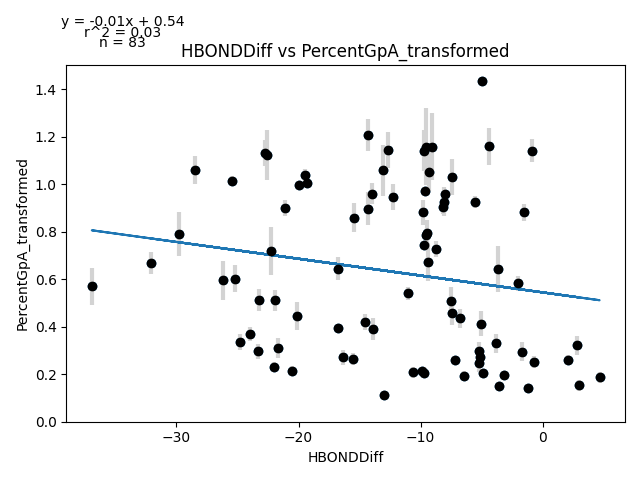 y = -0.01x + 0.54
r^2 = 0.03
n = 83
HBONDDiff vs PercentGpA_transformed
PercentGpA_transformed
1.4
1.2
1.0
0.8
0.6
0.4
0.2
0.0
−30 −20 −10 0
HBONDDiff